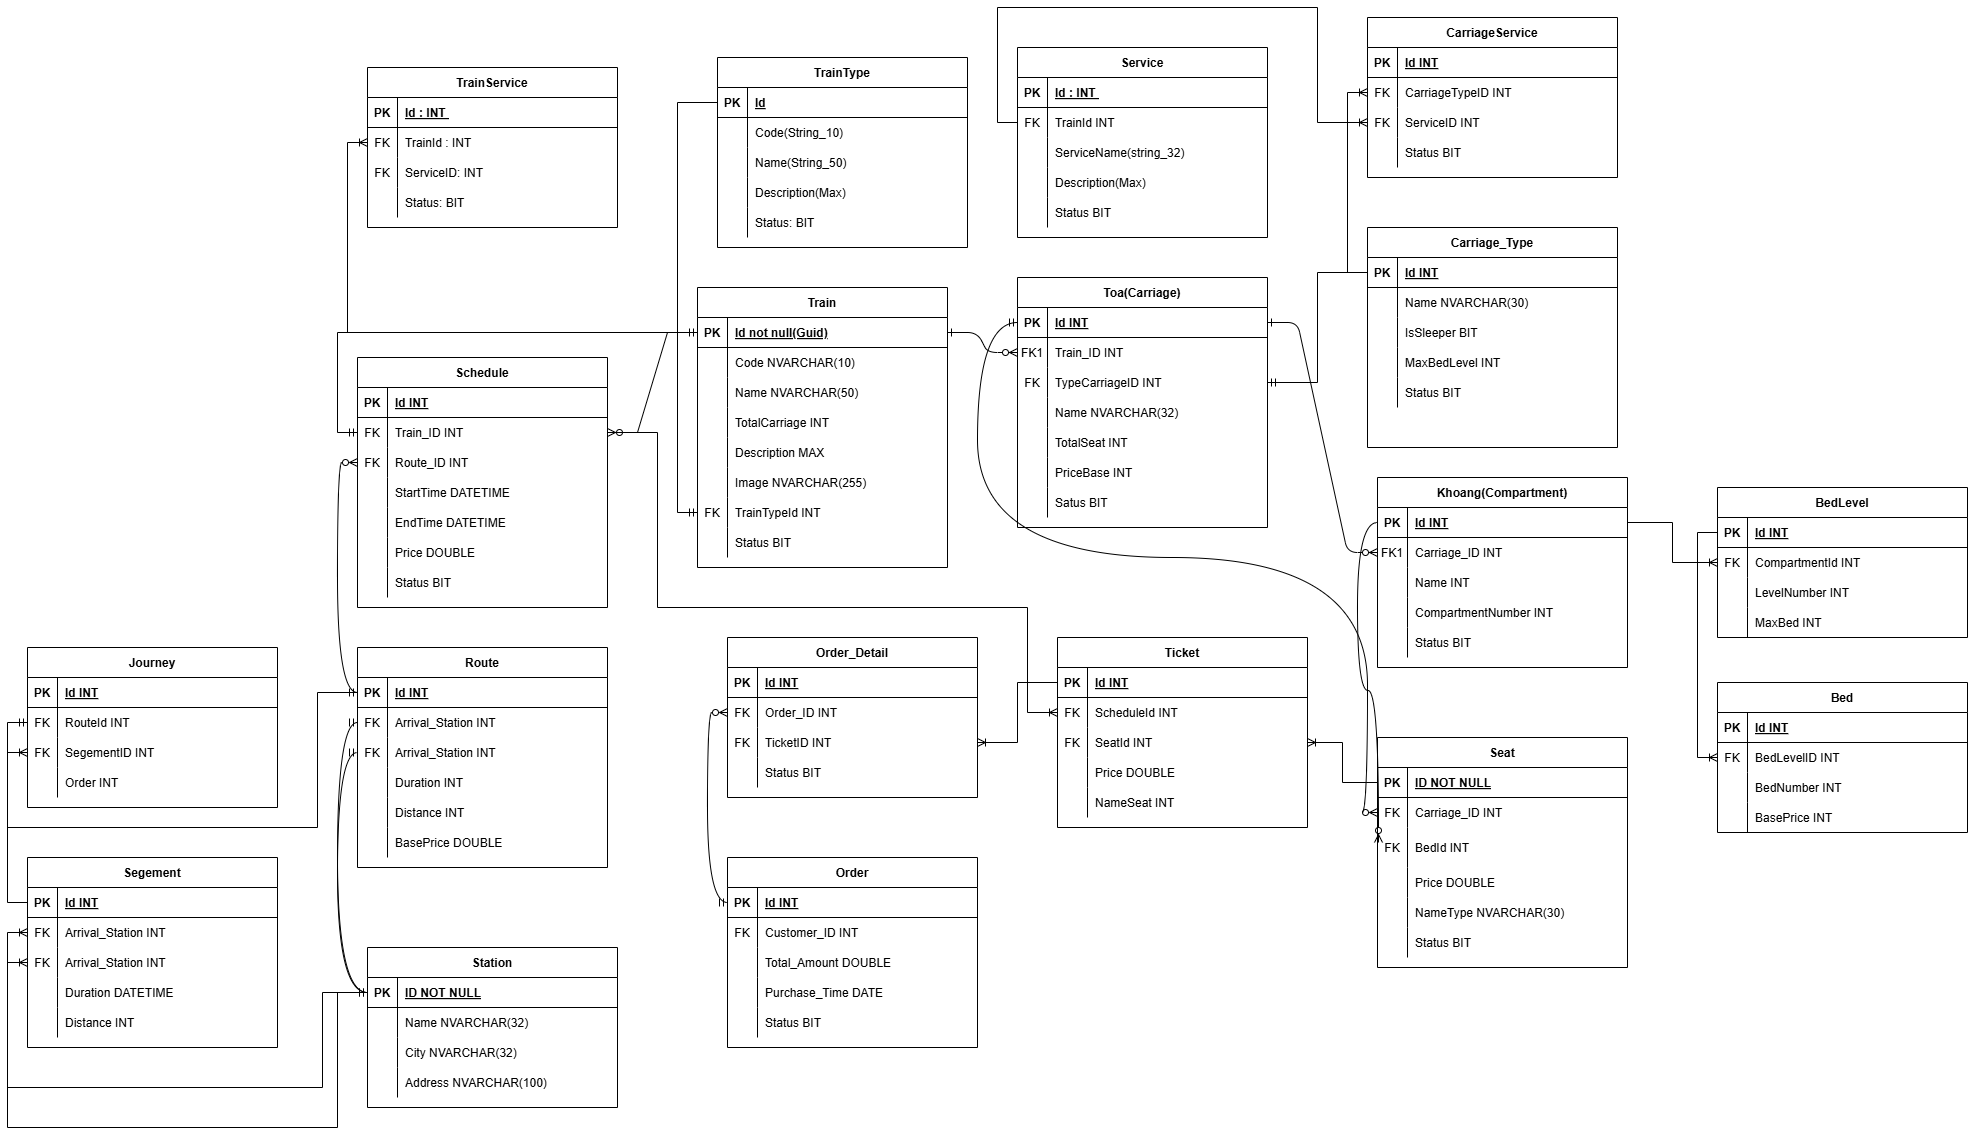 TrainService
PK Id : INT
FK TrainId : INT
FK ServiceID: INT
Status: BIT
TrainType
PK Id
Code(String_10)
Name(String_50)
Description(Max)
Status: BIT
Service
PK Id : INT
FK TrainId INT
ServiceName(string_32)
Description(Max)
Status BIT
CarriageService
PK Id INT
FK CarriageTypeID INT
FK ServiceID INT
Status BIT
Carriage_Type
PK Id INT
Name NVARCHAR(30)
IsSleeper BIT
MaxBedLevel INT
Status BIT
Train
PK Id not null(Guid)
Code NVARCHAR(10)
Name NVARCHAR(50)
TotalCarriage INT
Description MAX
Image NVARCHAR(255)
FK TrainTypeId INT
Status BIT
Toa(Carriage)
PK Id INT
FK1 Train_ID INT
FK TypeCarriageID INT
Name NVARCHAR(32)
TotalSeat INT
PriceBase INT
Satus BIT
Schedule
PK Id INT
FK Train_ID INT
FK Route_ID INT
StartTime DATETIME
EndTime DATETIME
Price DOUBLE
Status BIT
Khoang(Compartment)
PK Id INT
FK1 Carriage_ID INT
Name INT
CompartmentNumber INT
Status BIT
BedLevel
PK Id INT
FK CompartmentId INT
LevelNumber INT
MaxBed INT
Journey
PK Id INT
FK RouteId INT
FK SegementID INT
Order INT
Route
PK Id INT
FK Arrival_Station INT
FK Arrival_Station INT
Duration INT
Distance INT
BasePrice DOUBLE
Order_Detail
PK Id INT
FK Order_ID INT
FK TicketID INT
Status BIT
Ticket
PK Id INT
FK ScheduleId INT
FK SeatId INT
Price DOUBLE
NameSeat INT
Bed
PK Id INT
FK BedLevelID INT
BedNumber INT
BasePrice INT
Seat
PK ID NOT NULL
FK Carriage_ID INT
FK BedId INT
Price DOUBLE
NameType NVARCHAR(30)
Status BIT
Segement
PK Id INT
FK Arrival_Station INT
FK Arrival_Station INT
Duration DATETIME
Distance INT
Order
PK Id INT
FK Customer_ID INT
Total_Amount DOUBLE
Purchase_Time DATE
Status BIT
Station
PK ID NOT NULL
Name NVARCHAR(32)
City NVARCHAR(32)
Address NVARCHAR(100)